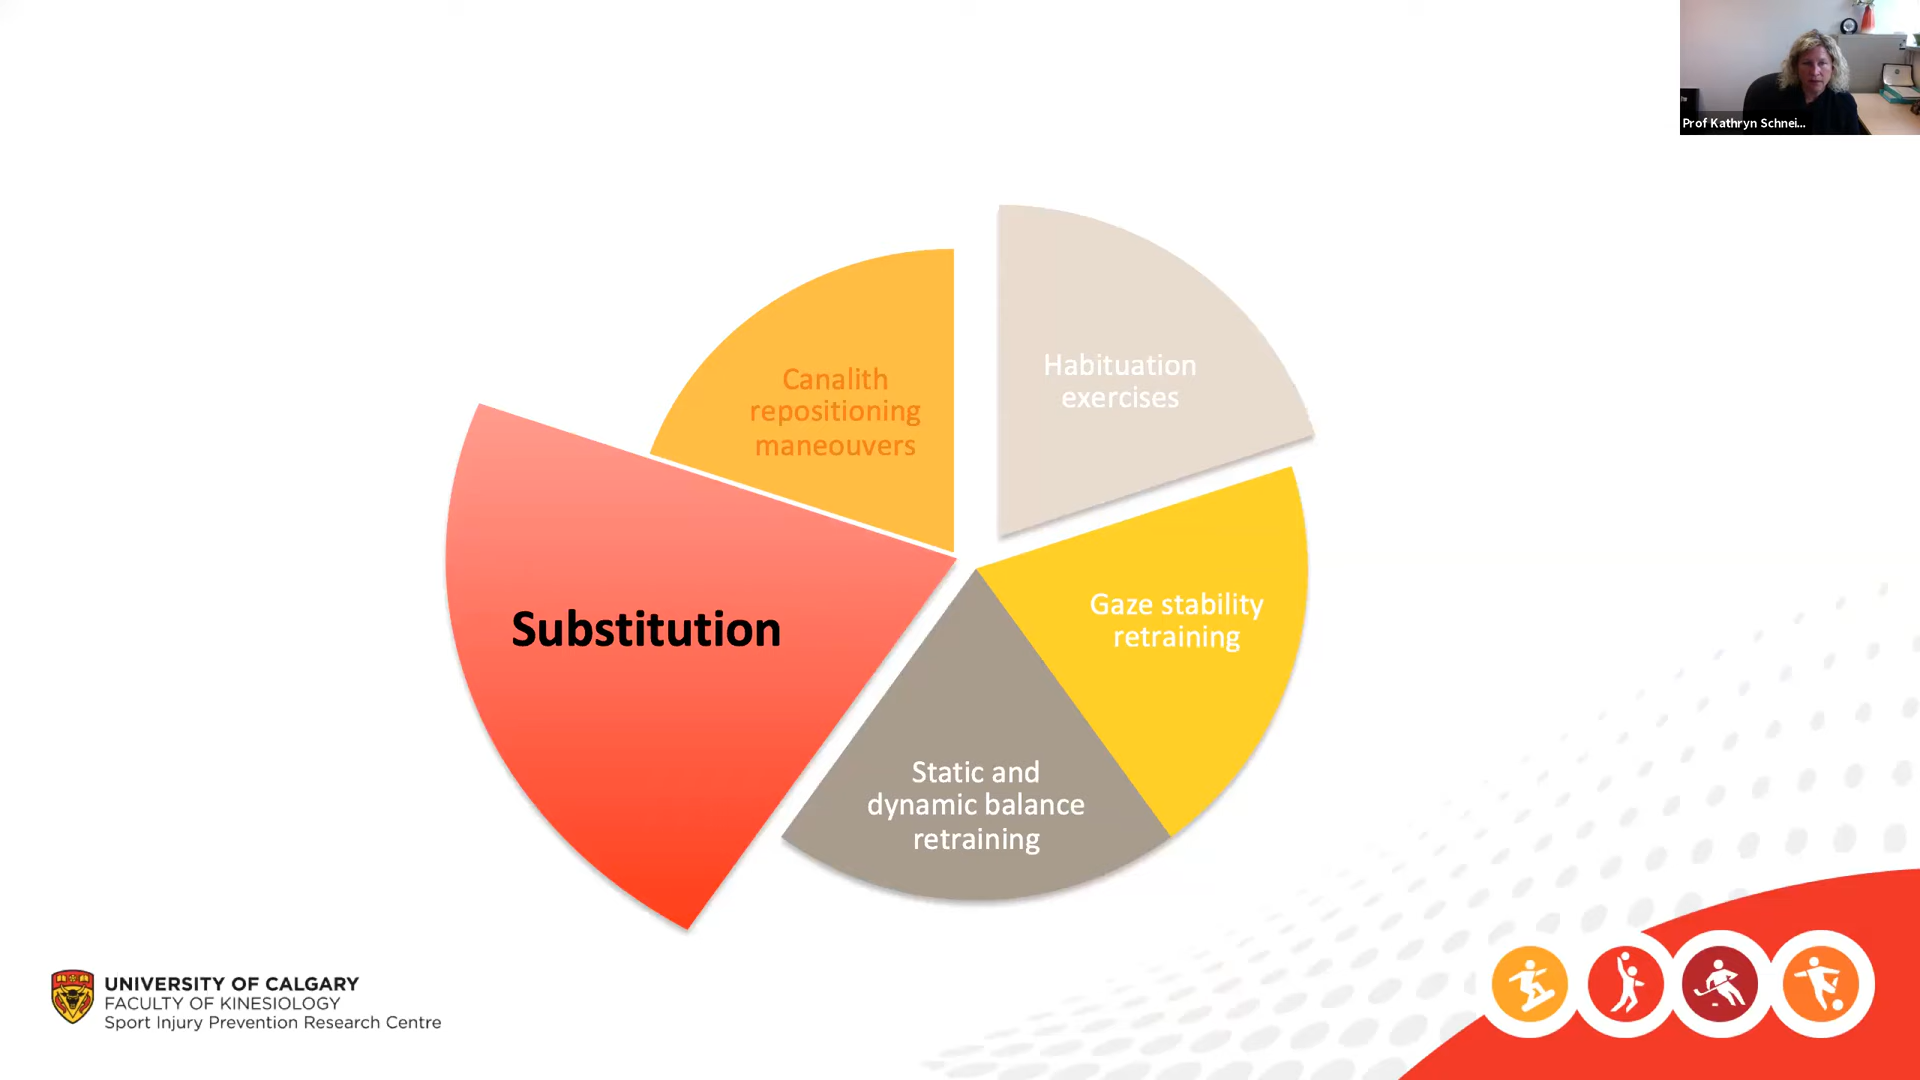 Prof Kathryn Schnei...
Habituation
exercises
Canalith
repositioning
maneouvers
Gaze stability
retraining
Substitution
Static and
dynamic balance
retraining
UNIVERSITY OF CALGARY
FACULTY OF KINESIOLOGY
Sport Injury Prevention Research Centre